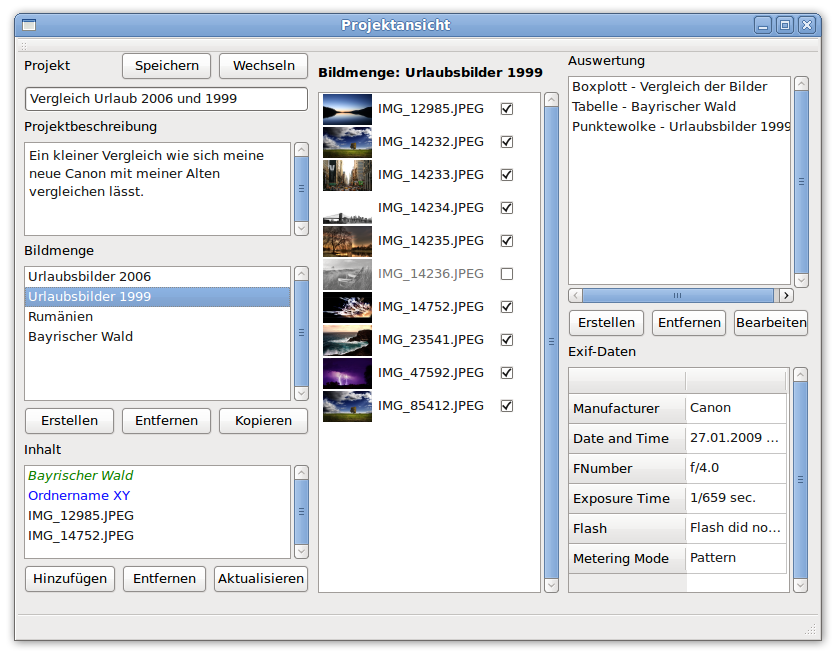 Projektansicht
Projekt
Speichern
Wechseln
Vergleich Urlaub 2006 und 1999
Projektbeschreibung
Ein kleiner Vergleich wie sich meine
neue Canon mit meiner Alten
vergleichen lässt.
Bildmenge
Urlaubsbilder 2006
Urlaubsbilder 1999
Rumänien
Bayrischer Wald
Erstellen
Entfernen
Kopieren
Inhalt
Bayrischer Wald
Ordnername XY
IMG_12985.JPEG
IMG_14752.JPEG
Hinzufügen
Entfernen
Aktualisieren
Bildmenge: Urlaubsbilder 1999
IMG_12985.JPEG
IMG_14232.JPEG
IMG_14233.JPEG
IMG_14234.JPEG
IMG_14235.JPEG
IMG_14236.JPEG
IMG_14752.JPEG
IMG_23541.JPEG
IMG_47592.JPEG
IMG_85412.JPEG
Auswertung
Boxplott - Vergleich der Bilder
Tabelle - Bayrischer Wald
Punktewolke - Urlaubsbilder 1999
Erstellen
Entfernen
Bearbeiten
Exif-Daten
Manufacturer Canon
Date and Time 27.01.2009 ...
FNumber f/4.0
Exposure Time 1/659 sec.
Flash Flash did no...
Metering Mode Pattern